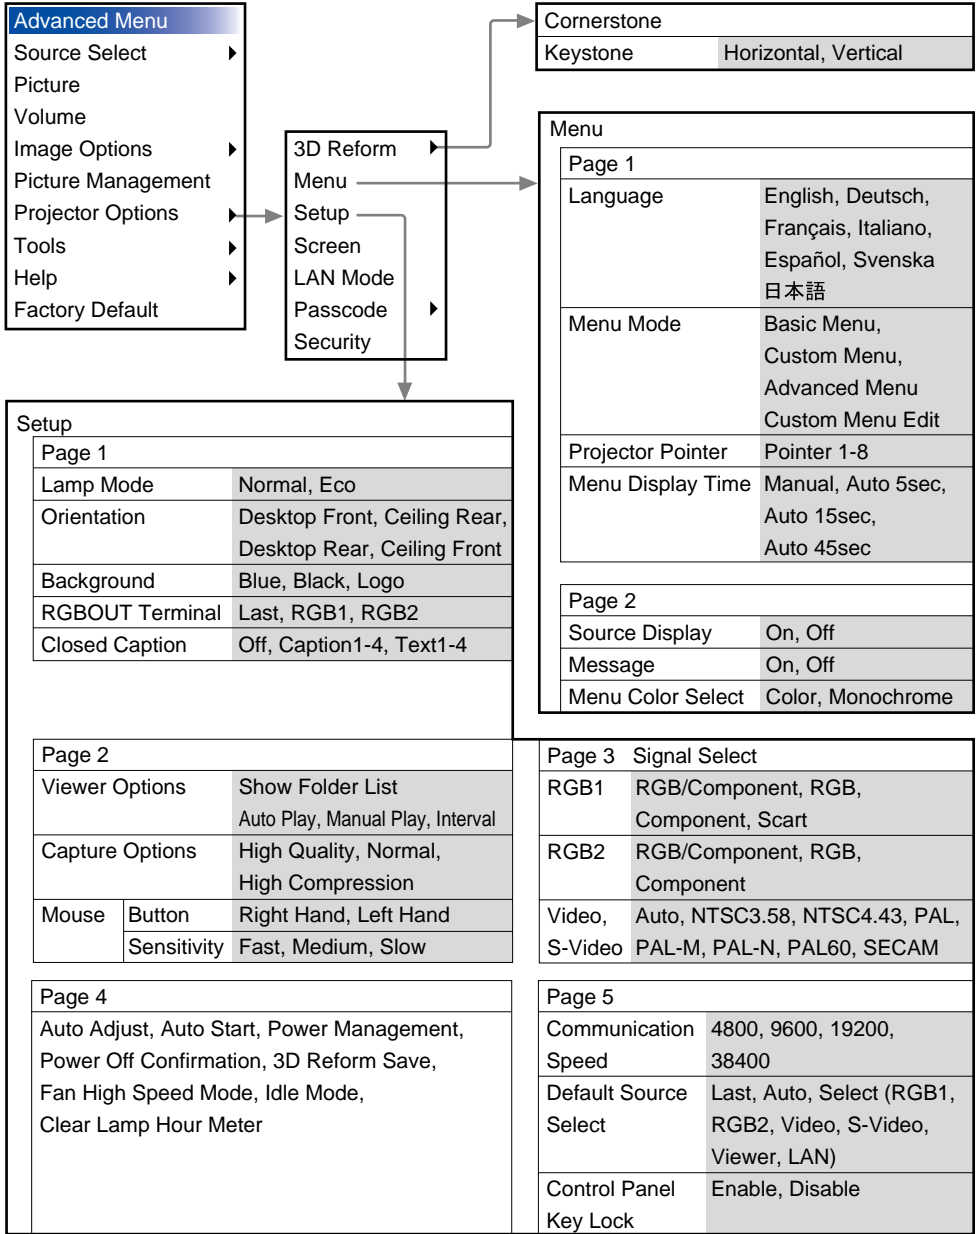 Advanced Menu
Source Select
Picture
Volume
Image Options
Picture Management
Projector Options
Tools
Help
Factory Default
3D Reform
Menu
Setup
Screen
LAN Mode
Passcode
Security
Cornerstone
Keystone Horizontal, Vertical
Menu
Page 1
Language English, Deutsch,
Français, Italiano,
Español, Svenska
日本語
Menu Mode Basic Menu,
Custom Menu,
Advanced Menu
Custom Menu Edit
Projector Pointer Pointer 1-8
Menu Display Time Manual, Auto 5sec,
Auto 15sec,
Auto 45sec
Page 2
Source Display On, Off
Message On, Off
Menu Color Select Color, Monochrome
Setup
Page 1
Lamp Mode Normal, Eco
Orientation Desktop Front, Ceiling Rear,
Desktop Rear, Ceiling Front
Background Blue, Black, Logo
RGBOUT Terminal Last, RGB1, RGB2
Closed Caption Off, Caption1-4, Text1-4
Page 2
Viewer Options Show Folder List
Auto Play, Manual Play, Interval
Capture Options High Quality, Normal,
High Compression
Mouse Button Right Hand, Left Hand
Sensitivity Fast, Medium, Slow
Page 3 Signal Select
RGB1 RGB/Component, RGB,
Component, Scart
RGB2 RGB/Component, RGB,
Component
Video, Auto, NTSC3.58, NTSC4.43, PAL,
S-Video PAL-M, PAL-N, PAL60, SECAM
Page 4
Auto Adjust, Auto Start, Power Management,
Power Off Confirmation, 3D Reform Save,
Fan High Speed Mode, Idle Mode,
Clear Lamp Hour Meter
Page 5
Communication 4800, 9600, 19200,
Speed 38400
Default Source Last, Auto, Select (RGB1,
Select RGB2, Video, S-Video,
Viewer, LAN)
Control Panel Enable, Disable
Key Lock